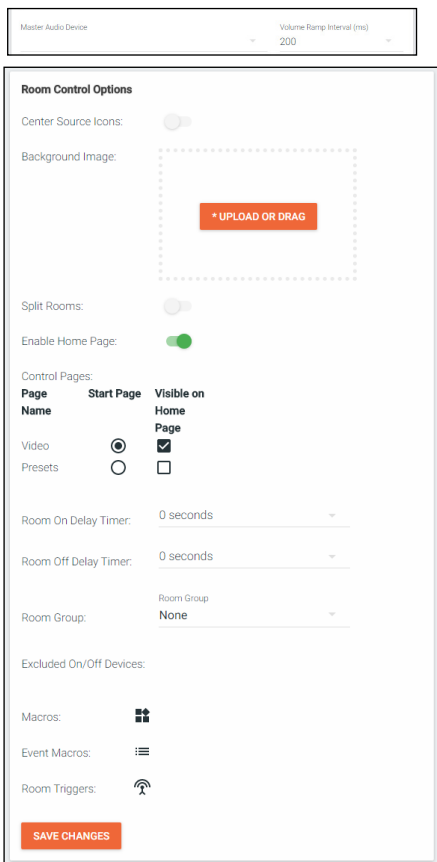 Master Audio Device
Volume Ramp Interval (ms)
200
Room Control Options
Center Source Icons:
Background Image:
* UPLOAD OR DRAG
Split Rooms:
Enable Home Page:
Control Pages:
Page Name Start Page Visible on Home Page
Video
Presets
Room On Delay Timer: 0 seconds
Room Off Delay Timer: 0 seconds
Room Group
Room Group: None
Excluded On/Off Devices:
Macros:
Event Macros:
Room Triggers:
SAVE CHANGES